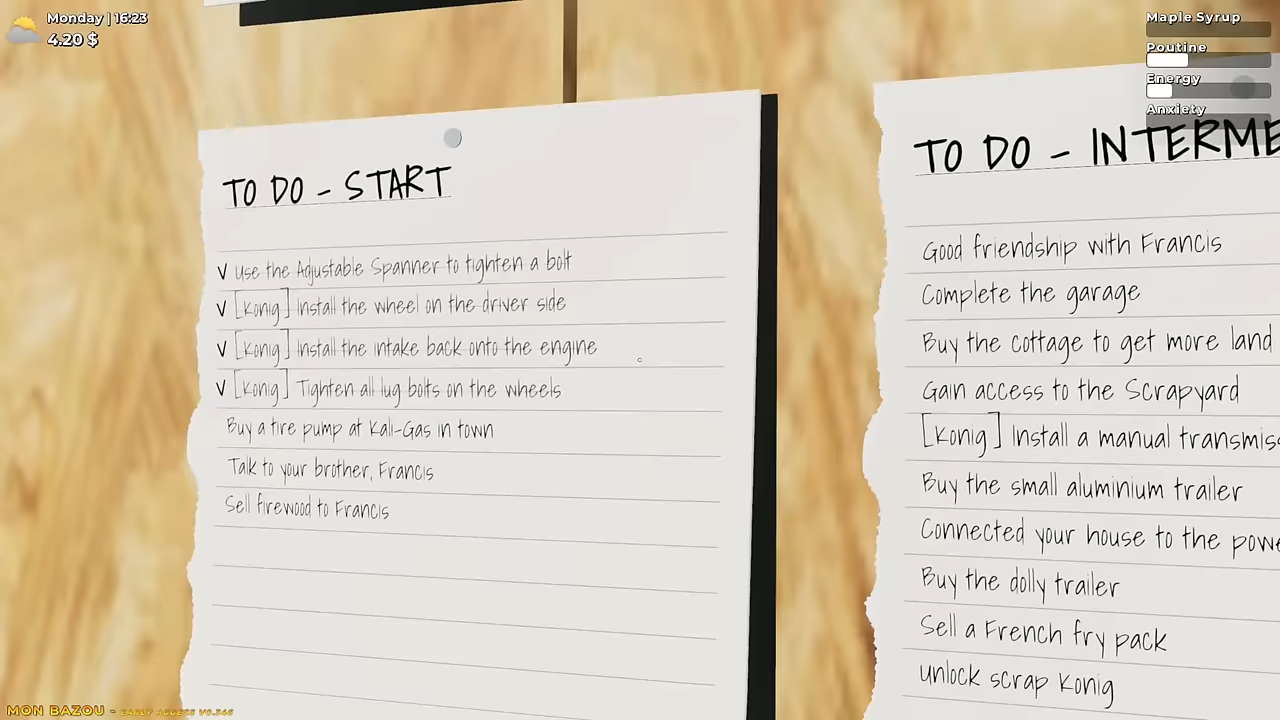 Monday | 16:23
4.20 $
Maple Syrup
Poutine
Energy
Anxiety
TO DO - START
V Use the Adjustable Spanner to tighten a bolt
V [Konig] Install the wheel on the driver side
V [Konig] Install the intake back onto the engine
V [Konig] Tighten all lug bolts on the wheels
Buy a tire pump at Kali-Gas in town
Talk to your brother, Francis
Sell firewood to Francis
TO DO - INTERME
Good friendship with Francis
Complete the garage
Buy the cottage to get more land
Gain access to the Scrapyard
[Konig] Install a manual transmiss
Buy the small aluminium trailer
Connected your house to the powe
Buy the dolly trailer
Sell a French fry pack
Unlock scrap Konig
MON BAZOU - EARLY ACCESS V0.346